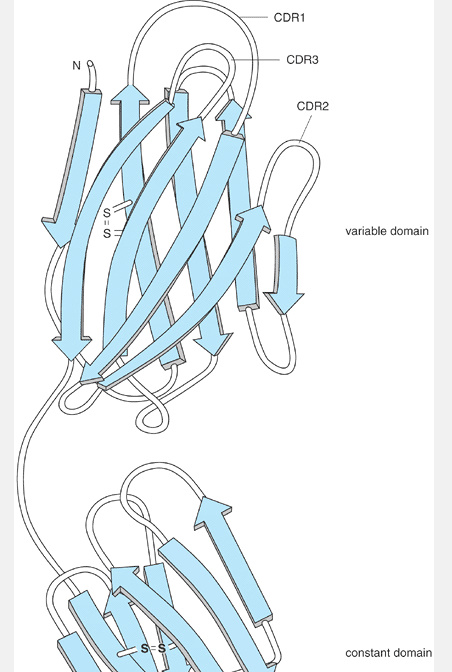 CDR1
CDR3
N
CDR2
S
S
variable domain
S=S
constant domain